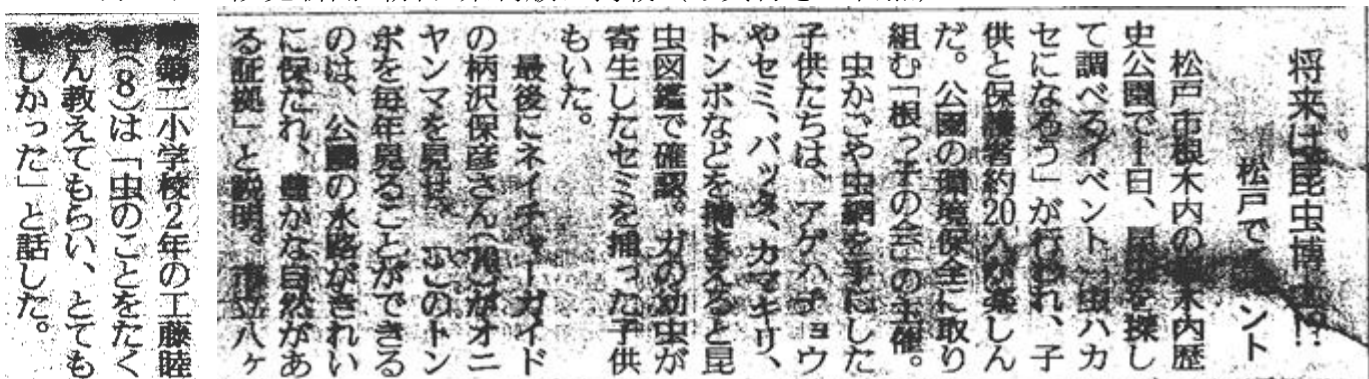 将来は昆虫博士!?
松戸でイベント
松戸市根木内の根木内歴
史公園で1日、昆虫を探し
て調べるイベント「虫ハカ
セになろう」が行われ、子
供と保護者約20人が楽しん
だ。公園の環境保全に取り
組む「根っ子の会」の主催。
虫かごや虫網を手にした
子供たちは、アゲハチョウ
やセミ、バッタ、カマキリ、
トンボなどを捕まえると昆
虫図鑑で確認。ガの幼虫が
寄生したセミを捕った子供
もいた。
最後にネイチャーガイド
の柄沢保彦さん()がオニ
ヤンマを見せ、「このトン
ボを毎年見ることができる
のは、公園の水路がきれい
に保たれ、豊かな自然があ
る証拠」と説明。市立八ヶ
第二小学校2年の工藤睦
(8)は「虫のことをたく
さん教えてもらい、とても
楽しかった」と話した。